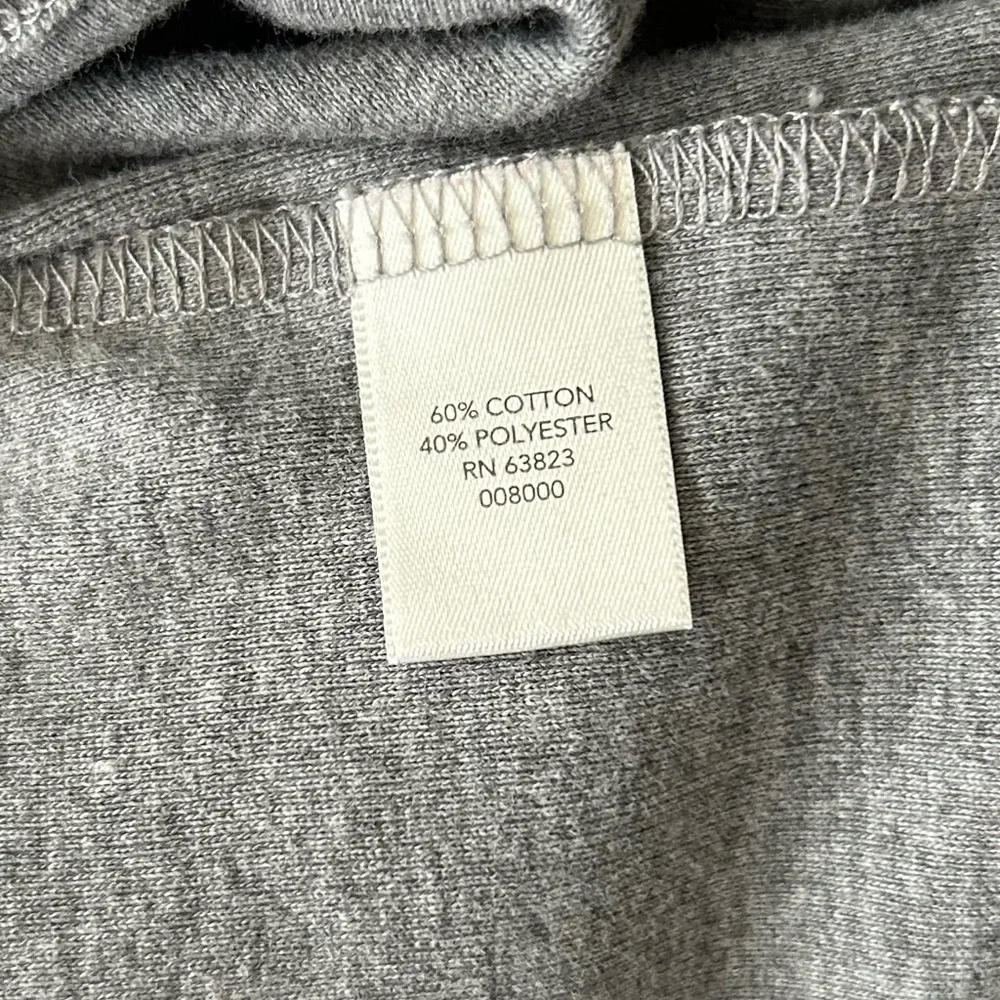 60% COTTON
40% POLYESTER
RN 63823
008000